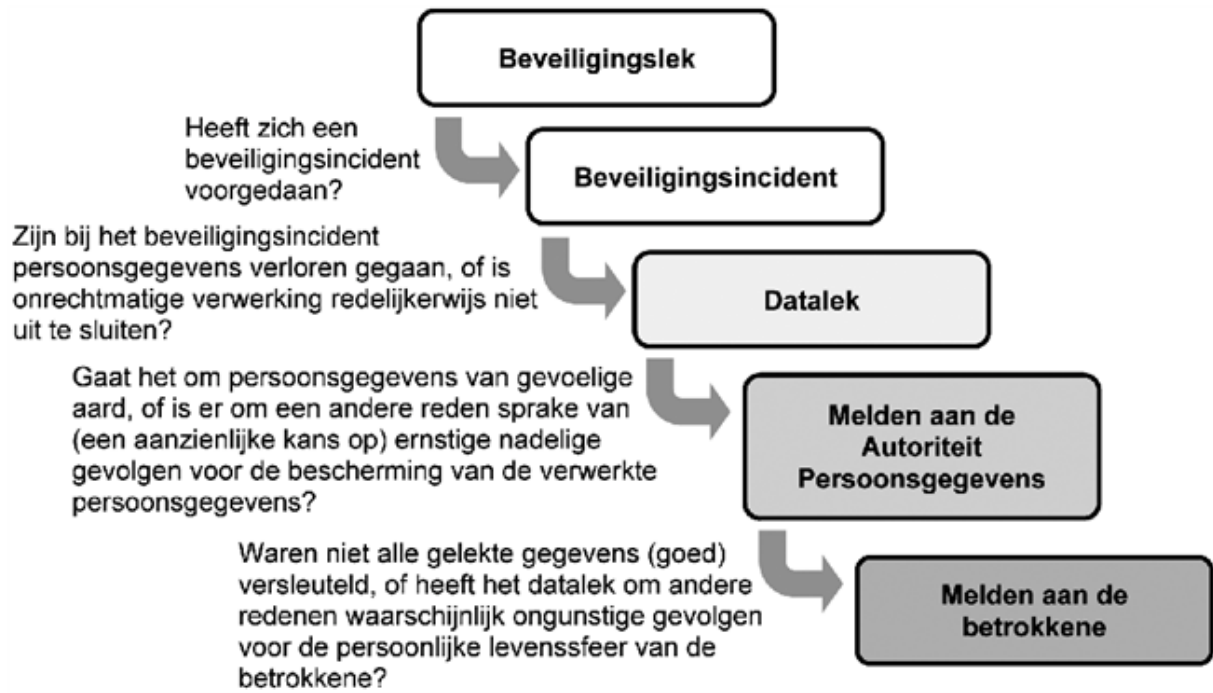 Beveiligingslek
Heeft zich een
beveiligingsincident
voorgedaan?
Beveiligingsincident
Zijn bij het beveiligingsincident
persoonsgegevens verloren gegaan, of is
onrechtmatige verwerking redelijkerwijs niet
uit te sluiten?
Datalek
Gaat het om persoonsgegevens van gevoelige
aard, of is er om een andere reden sprake van
(een aanzienlijke kans op) ernstige nadelige
gevolgen voor de bescherming van de verwerkte
persoonsgegevens?
Melden aan de
Autoriteit
Persoonsgegevens
Waren niet alle gelekte gegevens (goed)
versleuteld, of heeft het datalek om andere
redenen waarschijnlijk ongunstige gevolgen
voor de persoonlijke levenssfeer van de
betrokkene?
Melden aan de
betrokkene